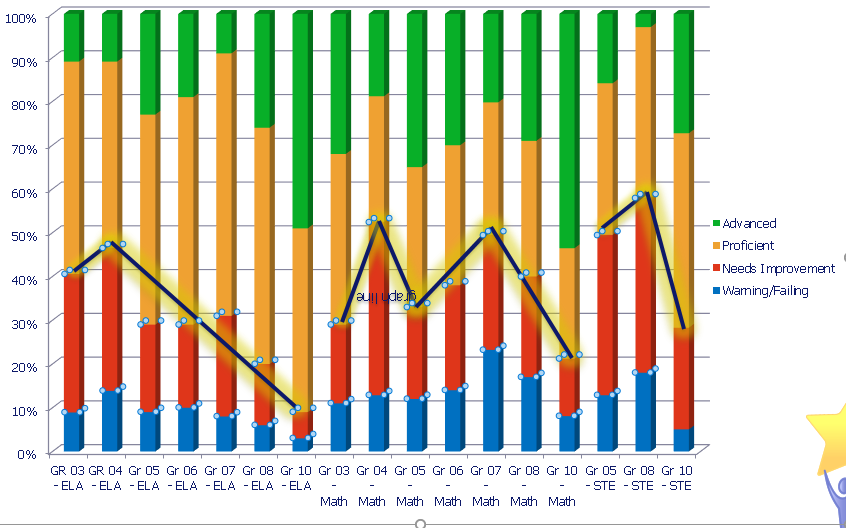 100%
90%
80%
70%
60%
50%
40%
30%
20%
10%
0%
graph line
Advanced
Proficient
Needs Improvement
Warning/Failing
GR 03 GR 04 Gr 05 Gr 06 Gr 07 Gr 08 Gr 10 Gr 03 Gr 04 Gr 05 Gr 06 Gr 07 Gr 08 Gr 10 Gr 05 Gr 08 Gr 10
- ELA - ELA - ELA - ELA - ELA - ELA - ELA - - - - - - - - STE - STE - STE
Math Math Math Math Math Math Math